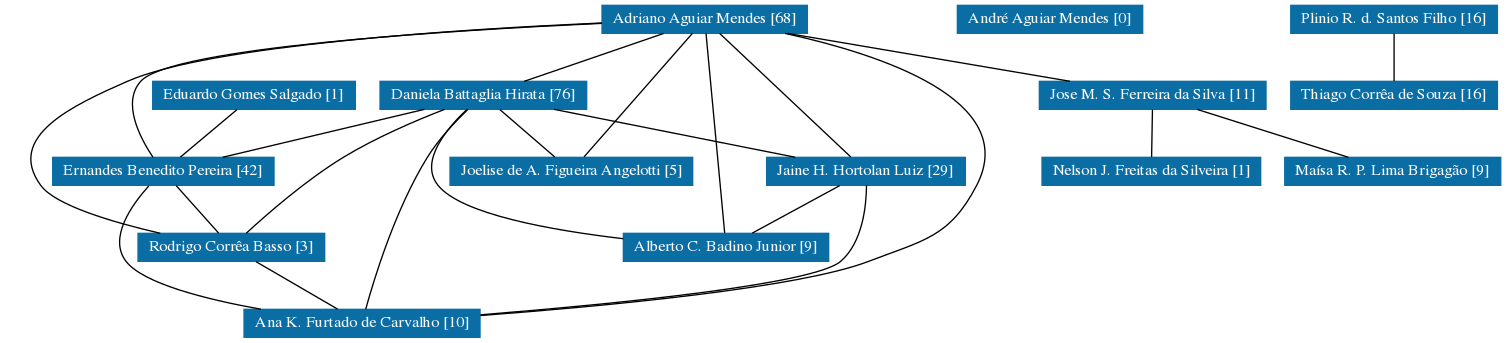 Adriano Aguiar Mendes [68]
André Aguiar Mendes [0]
Plinio R. d. Santos Filho [16]
Eduardo Gomes Salgado [1]
Daniela Battaglia Hirata [76]
Jose M. S. Ferreira da Silva [11]
Thiago Corrêa de Souza [16]
Ernandes Benedito Pereira [42]
Joelise de A. Figueira Angelotti [5]
Jaine H. Hortolan Luiz [29]
Nelson J. Freitas da Silveira [1]
Maísa R. P. Lima Brigagão [9]
Rodrigo Corrêa Basso [3]
Alberto C. Badino Junior [9]
Ana K. Furtado de Carvalho [10]